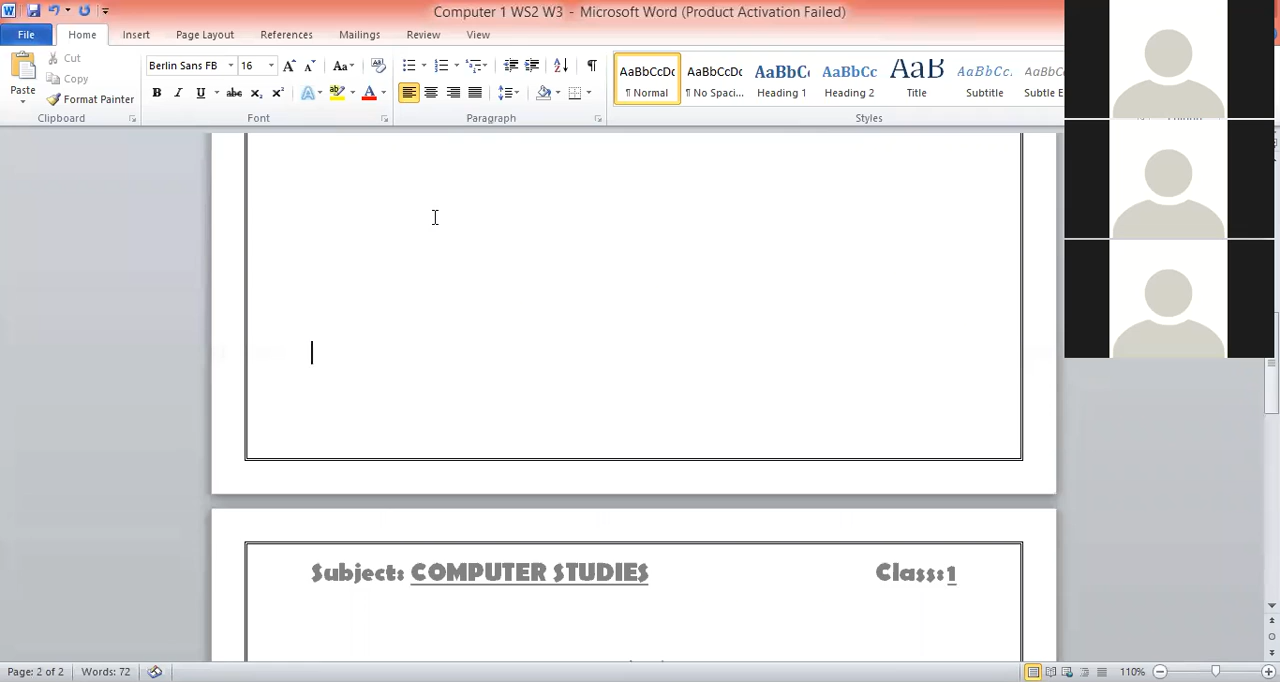 Computer 1 WS2 W3 - Microsoft Word (Product Activation Failed)
File Home Insert Page Layout References Mailings Review View
Cut
Copy
Paste
Format Painter
Berlin Sans FB 16
AaBbCcDc AaBbCcDc AaBbC AaBbCc AaB AaBbCc.
¶ Normal ¶ No Spaci... Heading 1 Heading 2 Title Subtitle Subtle E
Clipboard Font Paragraph Styles
Subject: COMPUTER STUDIES Class:1
Page: 2 of 2 Words: 72 110%